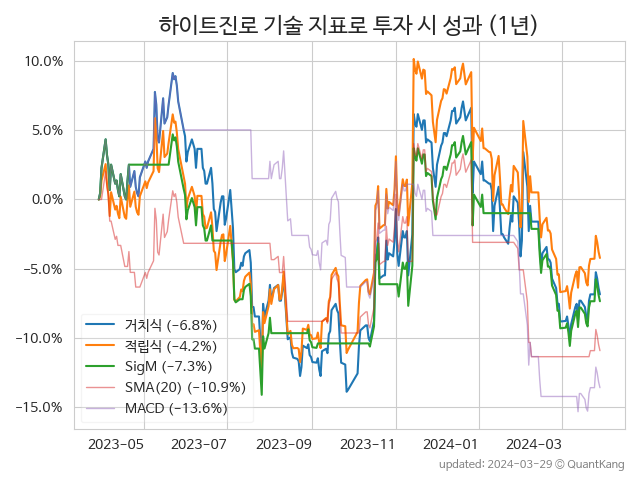 하이트진로 기술 지표로 투자 시 성과 (1년)
10.0%
5.0%
0.0%
−5.0%
−10.0%
−15.0%
거치식 (−6.8%)
적립식 (−4.2%)
SigM (−7.3%)
SMA(20) (−10.9%)
MACD (−13.6%)
2023−05
2023−07
2023−09
2023−11
2024−01
2024−03
updated: 2024−03−29 © QuantKang